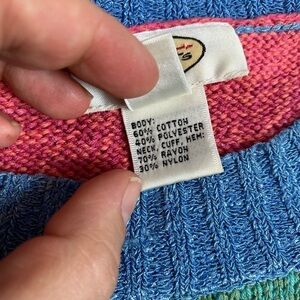 BODY:
60% COTTON
40% POLYESTER
NECK, CUFF, HEM:
70% RAYON
30% NYLON